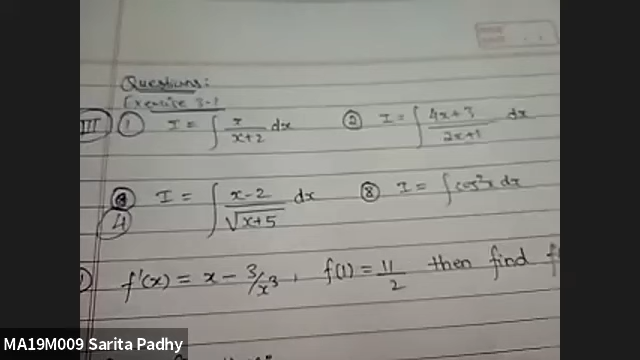 Questions:
Exercise 3.1
III ① I = ∫ x/(x+2) dx ② I = ∫ (4x+3)/(2x+1) dx
4 I = ∫ (x-2)/√(x+5) dx ⑧ I = ∫ cos²x dx
f'(x) = x - 3/x³, f(1) = 11/2 then find f
MA19M009 Sarita Padhy